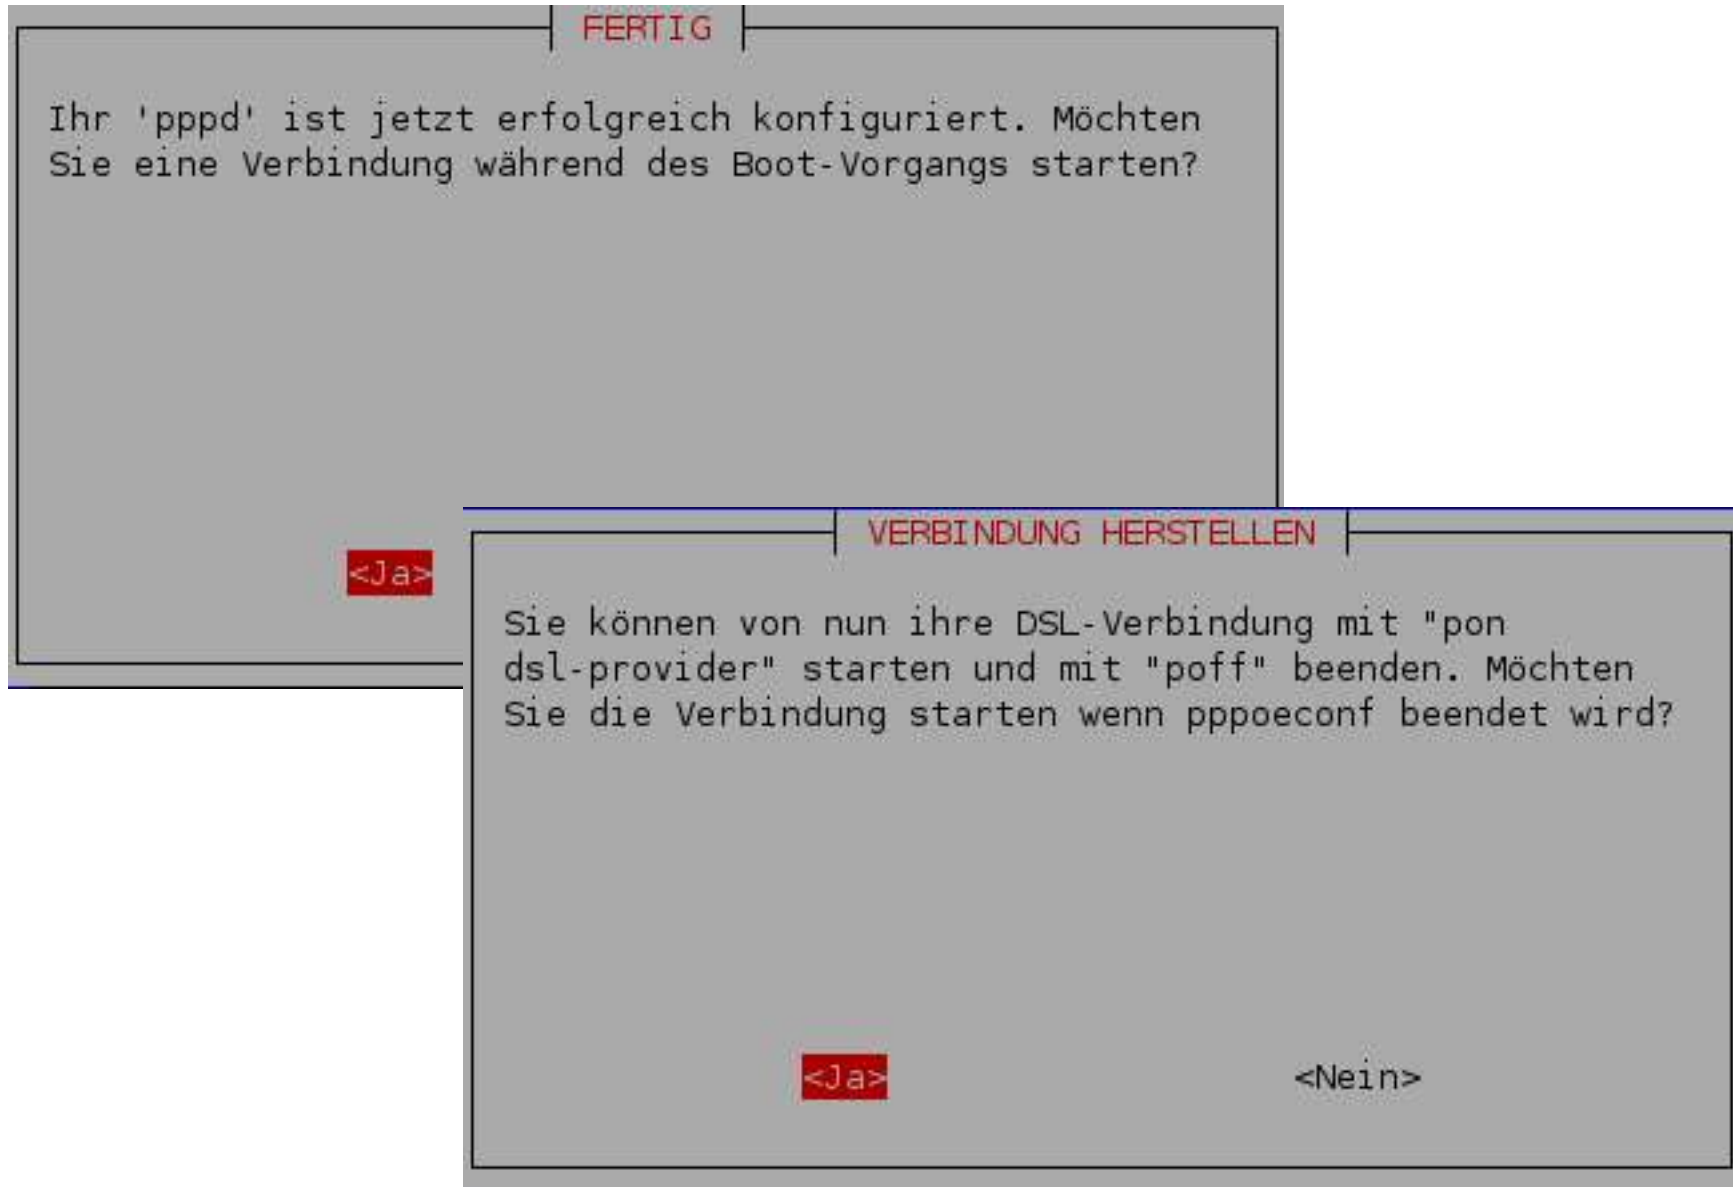 FERTIG
Ihr 'pppd' ist jetzt erfolgreich konfiguriert. Möchten
Sie eine Verbindung während des Boot-Vorgangs starten?
<Ja>
VERBINDUNG HERSTELLEN
Sie können von nun ihre DSL-Verbindung mit "pon
dsl-provider" starten und mit "poff" beenden. Möchten
Sie die Verbindung starten wenn pppoeconf beendet wird?
<Ja> <Nein>